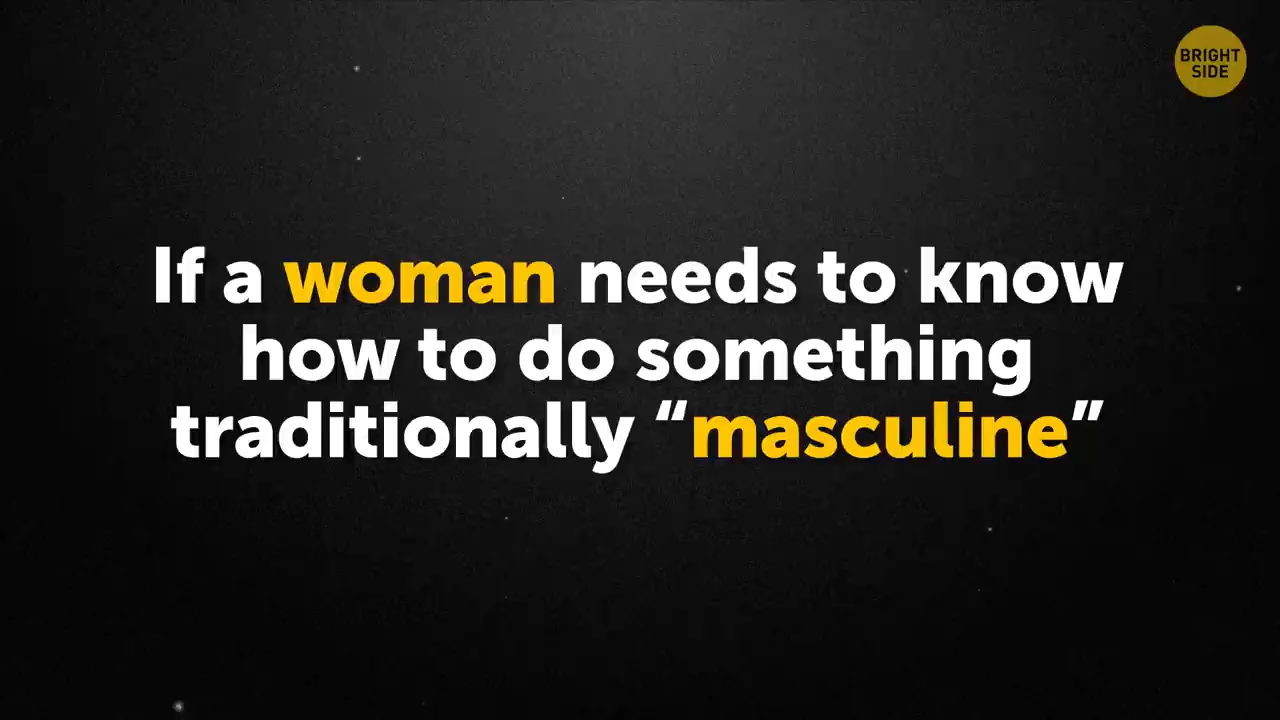 BRIGHT
SIDE
If a woman needs to know
how to do something
traditionally “masculine”